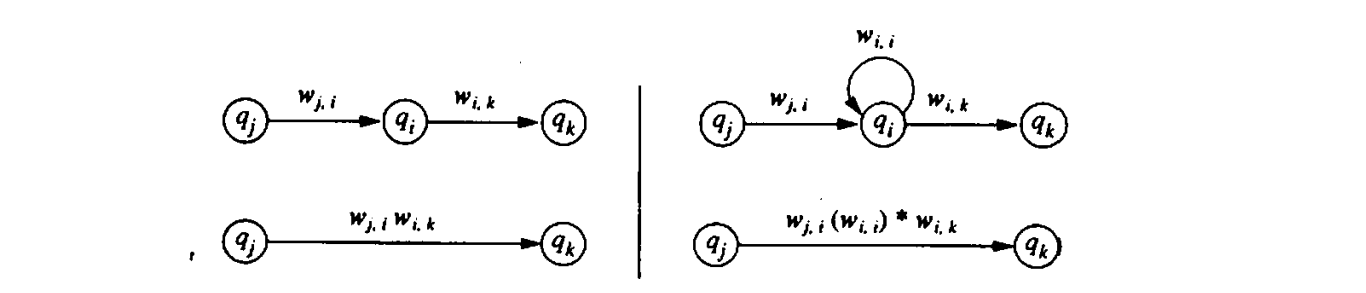 w_{j, i} w_{i, k}
q_j q_i q_k
w_{j, i} w_{i, k}
q_j q_k
w_{i, i}
w_{j, i} w_{i, k}
q_j q_i q_k
w_{j, i} (w_{i, i}) * w_{i, k}
q_j q_k